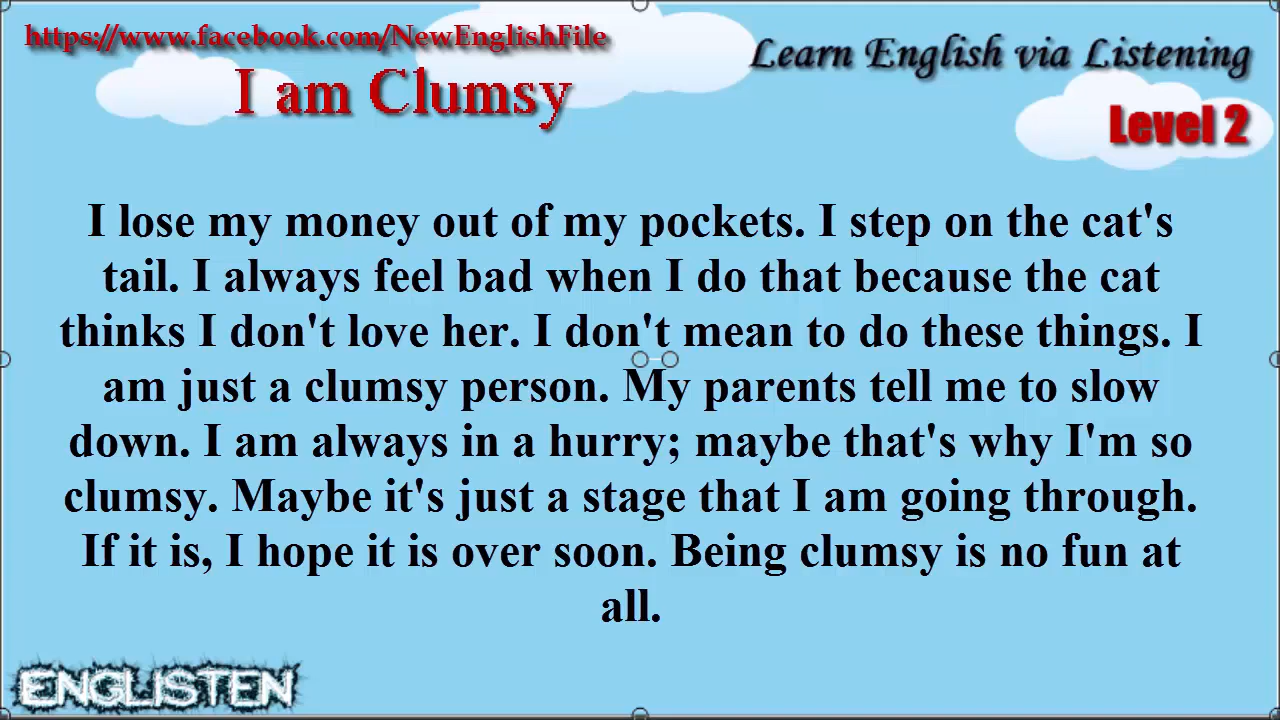 https://www.facebook.com/NewEnglishFile
Learn English via Listening
I am Clumsy
Level 2
I lose my money out of my pockets. I step on the cat's
tail. I always feel bad when I do that because the cat
thinks I don't love her. I don't mean to do these things. I
am just a clumsy person. My parents tell me to slow
down. I am always in a hurry; maybe that's why I'm so
clumsy. Maybe it's just a stage that I am going through.
If it is, I hope it is over soon. Being clumsy is no fun at
all.
ENGLISTEN